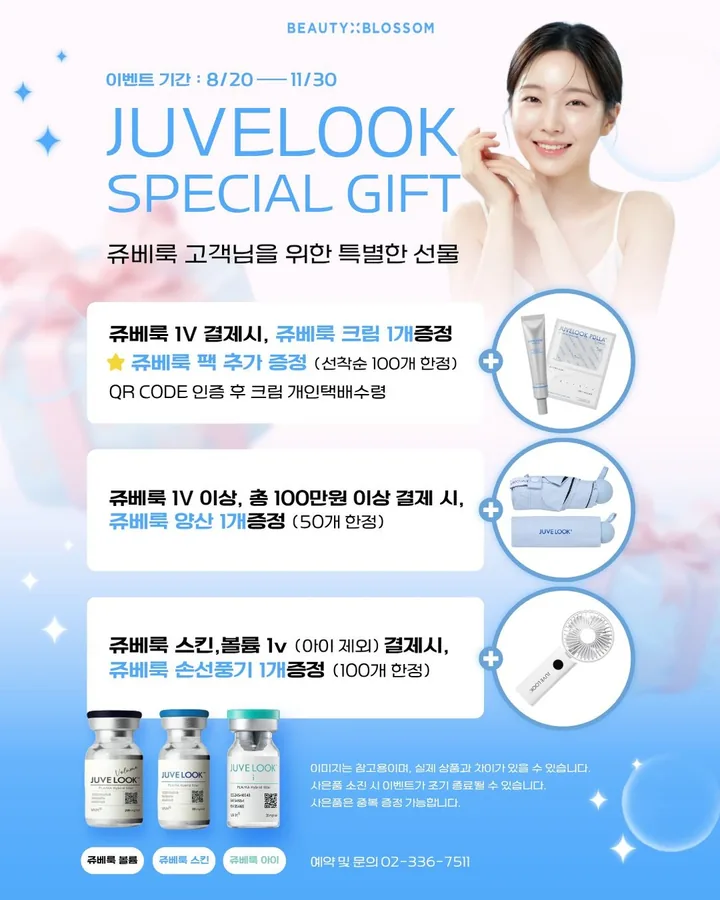 BEAUTY BLOSSOM
이벤트 기간 : 8/20 — 11/30
JUVELOOK
SPECIAL GIFT
쥬베룩 고객님을 위한 특별한 선물
쥬베룩 1V 결제시, 쥬베룩 크림 1개증정
쥬베룩 팩 추가 증정 (선착순 100개 한정)
QR CODE 인증 후 크림 개인택배수령
JUVELOOK
쥬베룩 1V 이상, 총 100만원 이상 결제 시,
쥬베룩 양산 1개증정 (50개 한정)
JUVELOOK
쥬베룩 스킨,볼륨 1v (아이 제외) 결제시,
쥬베룩 손선풍기 1개증정 (100개 한정)
JUVELOOK
Volume
JUVELOOK
JUVELOOK
JUVELOOK
i
이미지는 참고용이며, 실제 상품과 차이가 있을 수 있습니다.
사은품 소진 시 이벤트가 조기 종료될 수 있습니다.
사은품은 중복 증정 가능합니다.
쥬베룩 볼륨
쥬베룩 스킨
쥬베룩 아이
예약 및 문의 02-336-7511